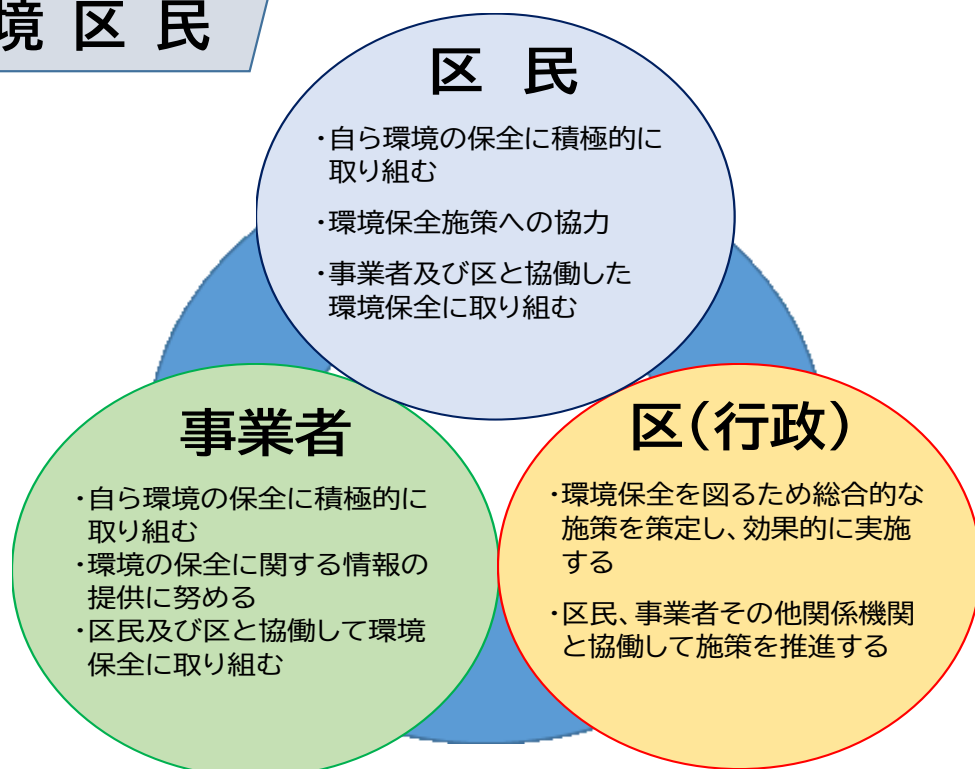 境 区 民
区 民
・自ら環境の保全に積極的に
取り組む
・環境保全施策への協力
・事業者及び区と協働した
環境保全に取り組む
事業者
・自ら環境の保全に積極的に
取り組む
・環境の保全に関する情報の
提供に努める
・区民及び区と協働して環境
保全に取り組む
区（行政）
・環境保全を図るため総合的な
施策を策定し、効果的に実施
する
・区民、事業者その他関係機関
と協働して施策を推進する